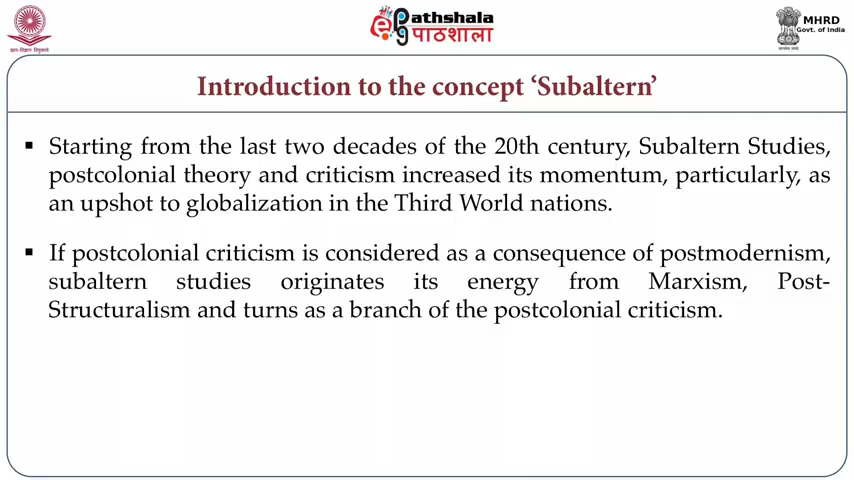 ePathshala
पाठशाला
MHRD
Govt. of India
Introduction to the concept ‘Subaltern’
▪ Starting from the last two decades of the 20th century, Subaltern Studies,
postcolonial theory and criticism increased its momentum, particularly, as
an upshot to globalization in the Third World nations.
▪ If postcolonial criticism is considered as a consequence of postmodernism,
subaltern studies originates its energy from Marxism, Post-
Structuralism and turns as a branch of the postcolonial criticism.